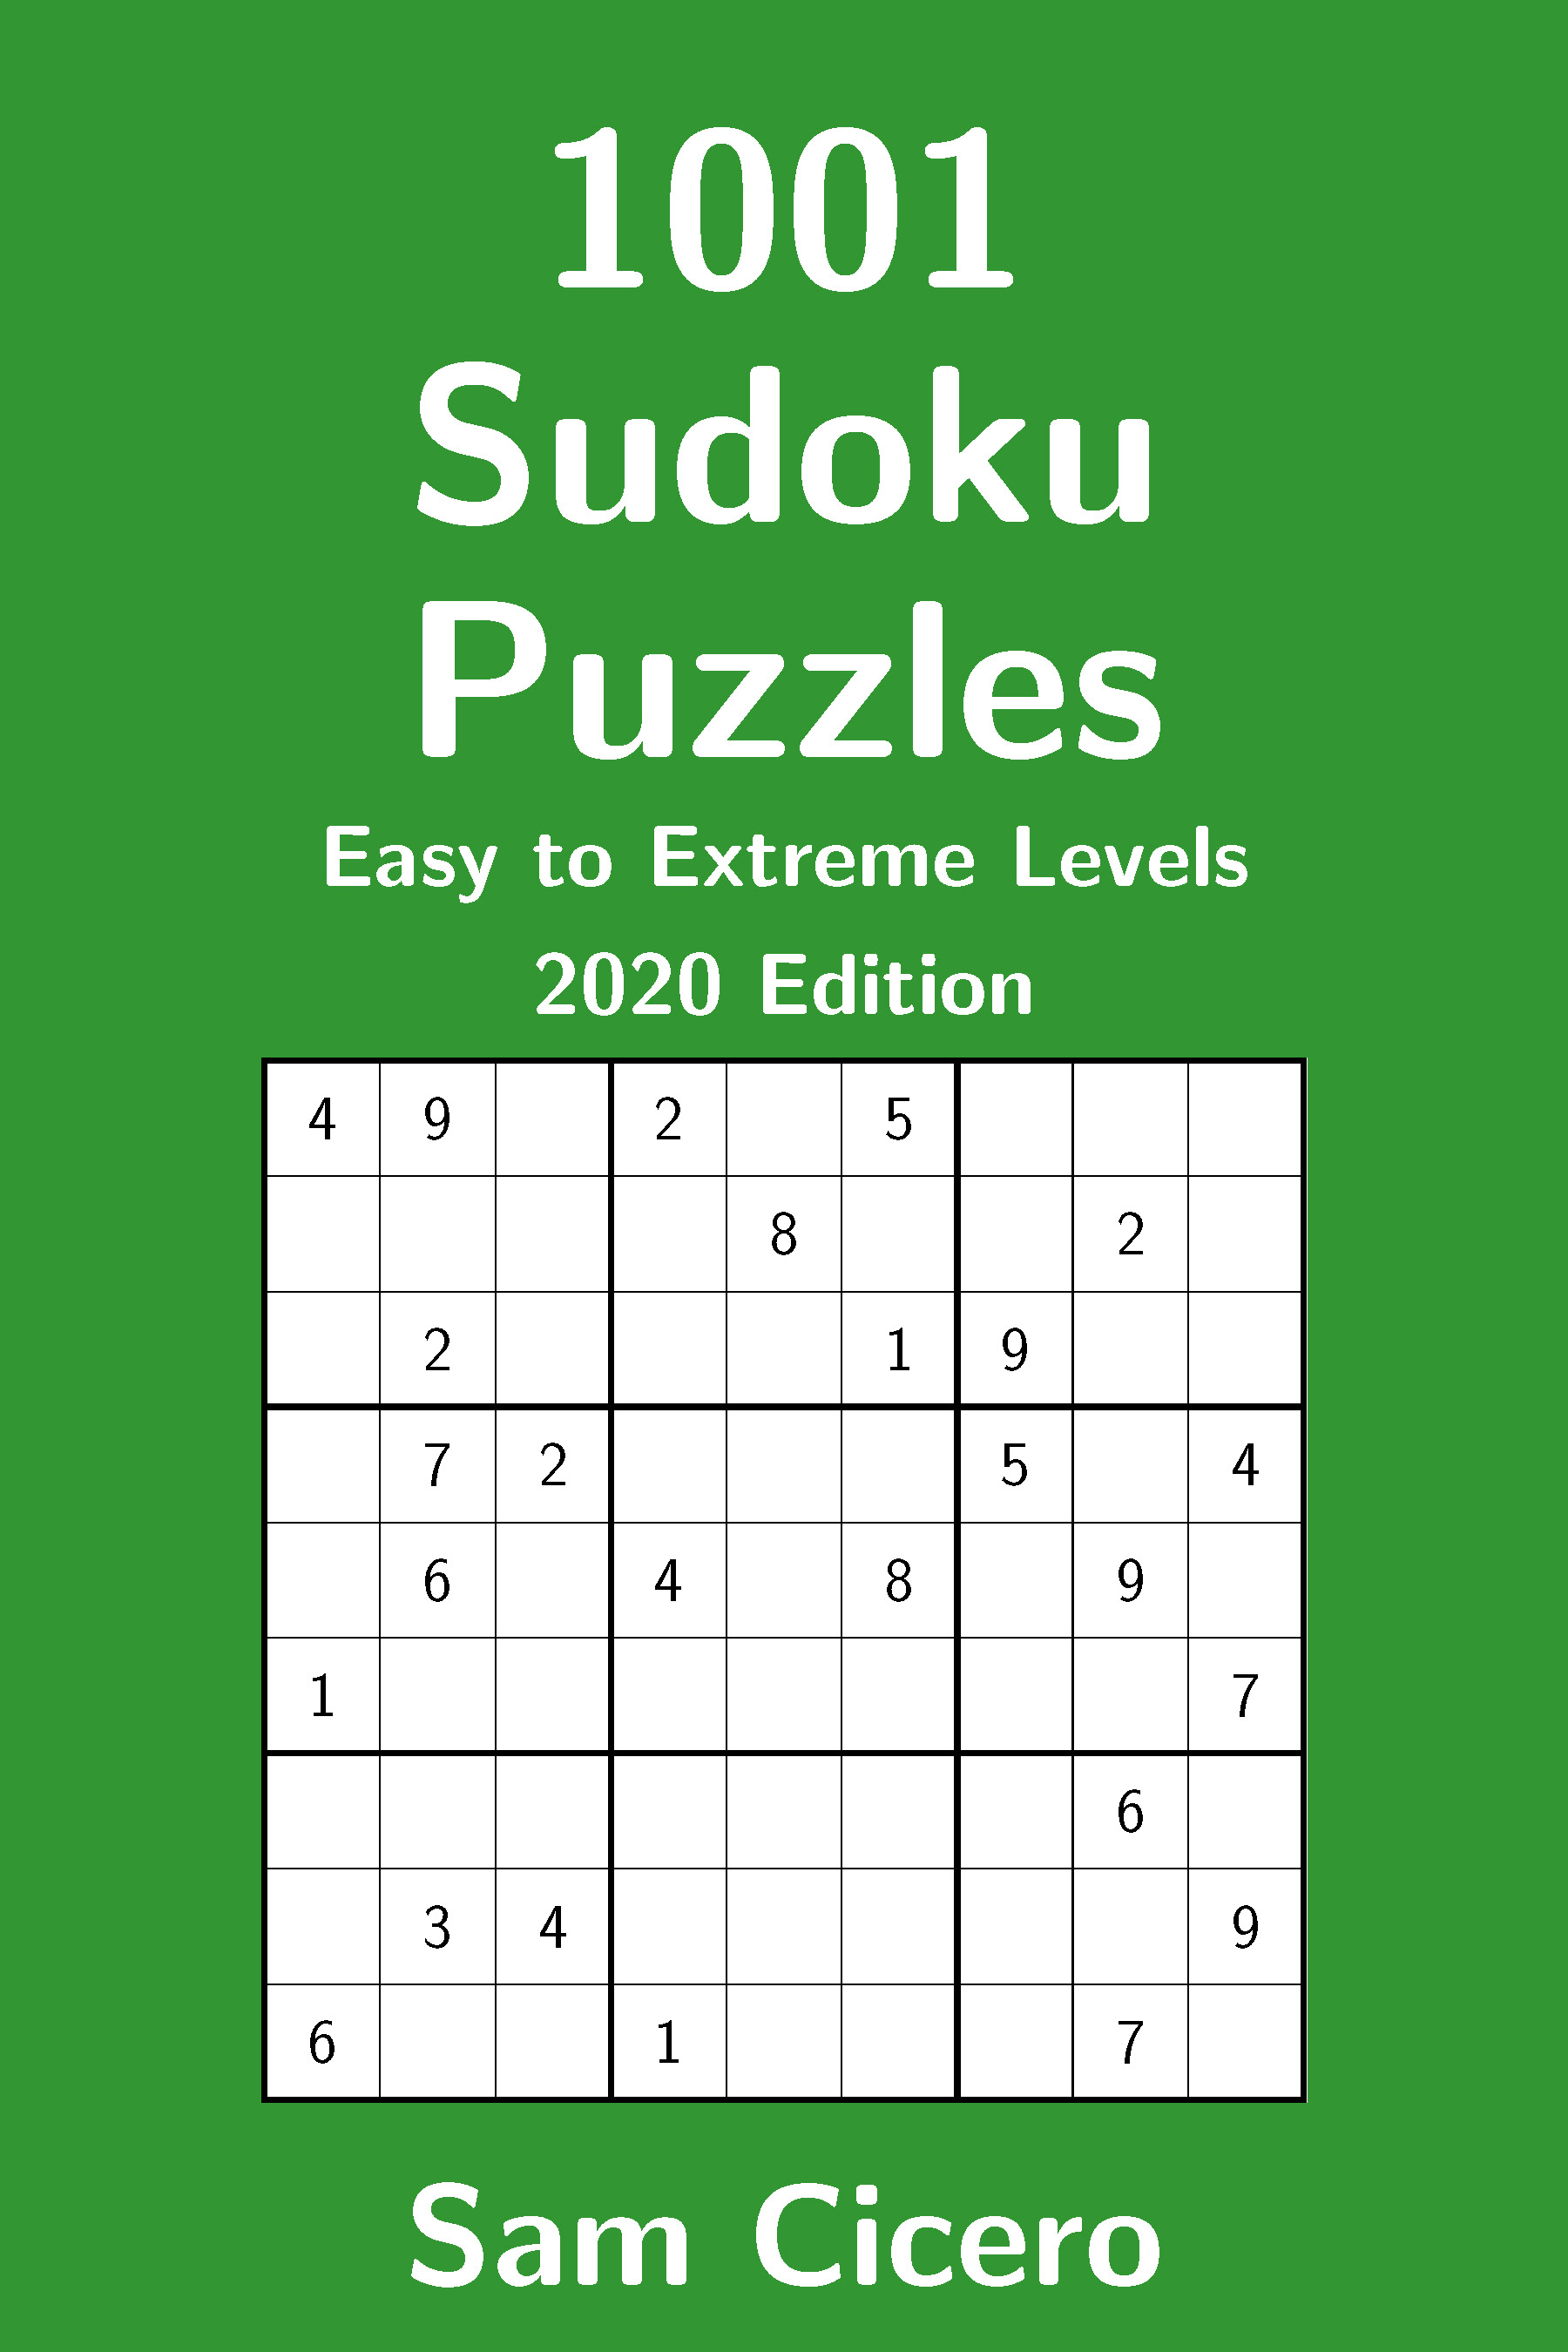 1001
Sudoku
Puzzles
Easy to Extreme Levels
2020 Edition
4 9 2 5
8 2
2 1 9
7 2 5 4
6 4 8 9
1 7
6
3 4 9
6 1 7
Sam Cicero